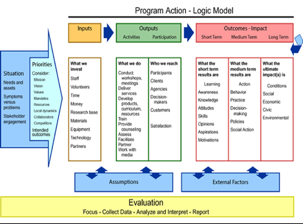 Program Action - Logic Model
Inputs
Outputs
Activities Participation
Outcomes - Impact
Short Term Medium Term Long Term
Situation
Needs and
assets
Symptoms
versus
problems
Stakeholder
engagement
Priorities
Consider:
Mission
Vision
Values
Mandates
Resources
Local dynamics
Collaborators
Competitors
Intended
outcomes
What we
invest
Staff
Volunteers
Time
Money
Research base
Materials
Equipment
Technology
Partners
What we do
Conduct
workshops,
meetings
Deliver
services
Develop
products,
curriculum,
resources
Train
Provide
counseling
Assess
Facilitate
Partner
Work with
media
Who we reach
Participants
Clients
Agencies
Decision-
makers
Customers
Satisfaction
What the
short term
results are
Learning
Awareness
Knowledge
Attitudes
Skills
Opinions
Aspirations
Motivations
What the
medium term
results are
Action
Behavior
Practice
Decision-
making
Policies
Social Action
What the
ultimate
impact(s) is
Conditions
Social
Economic
Civic
Environmental
Assumptions
External Factors
Evaluation
Focus - Collect Data - Analyze and Interpret - Report